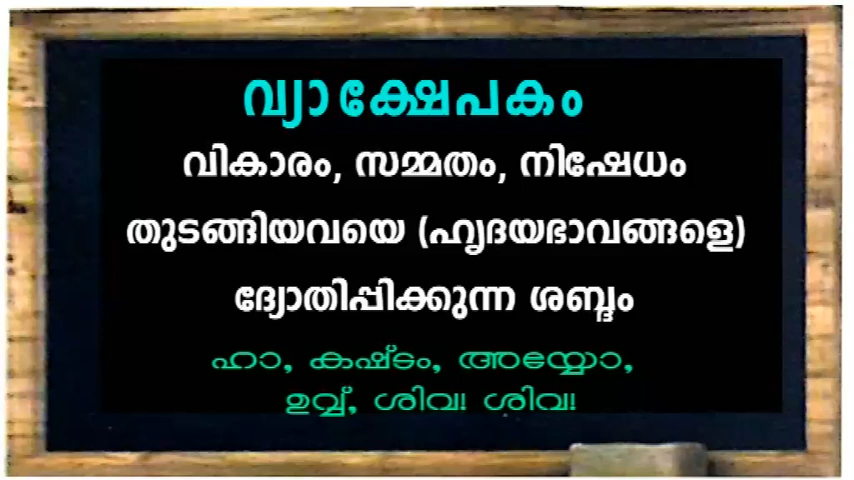 വ്യാക്ഷേപകം
വികാരം, സമ്മതം, നിഷേധം
തുടങ്ങിയവയെ (ഹൃദയഭാവങ്ങളെ)
ദ്യോതിപ്പിക്കുന്ന ശബ്ദം
ഹാ, കഷ്ടം, അയ്യോ,
ഉവ്വ്, ശിവ! ശിവ!